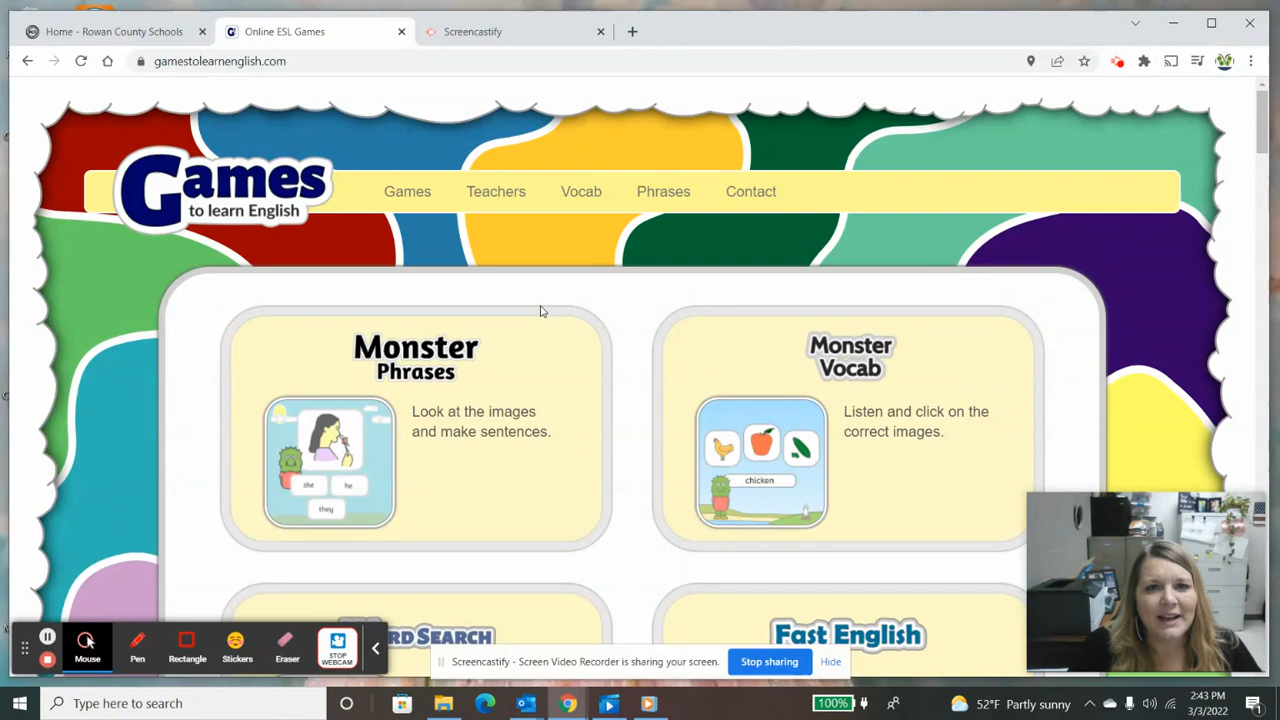 Home - Rowan County Schools
Online ESL Games
Screencastify
gamestolearnenglish.com
Games
to learn English
Games
Teachers
Vocab
Phrases
Contact
Monster
Phrases
Look at the images
and make sentences.
she
he
they
Monster
Vocab
Listen and click on the
correct images.
chicken
RD SEARCH
Fast English
Mouse
Pen
Rectangle
Stickers
Eraser
STOP
WEBCAM
Screencastify - Screen Video Recorder is sharing your screen.
Stop sharing
Hide
Type here to search
100%
52°F Partly sunny
2:43 PM
3/3/2022